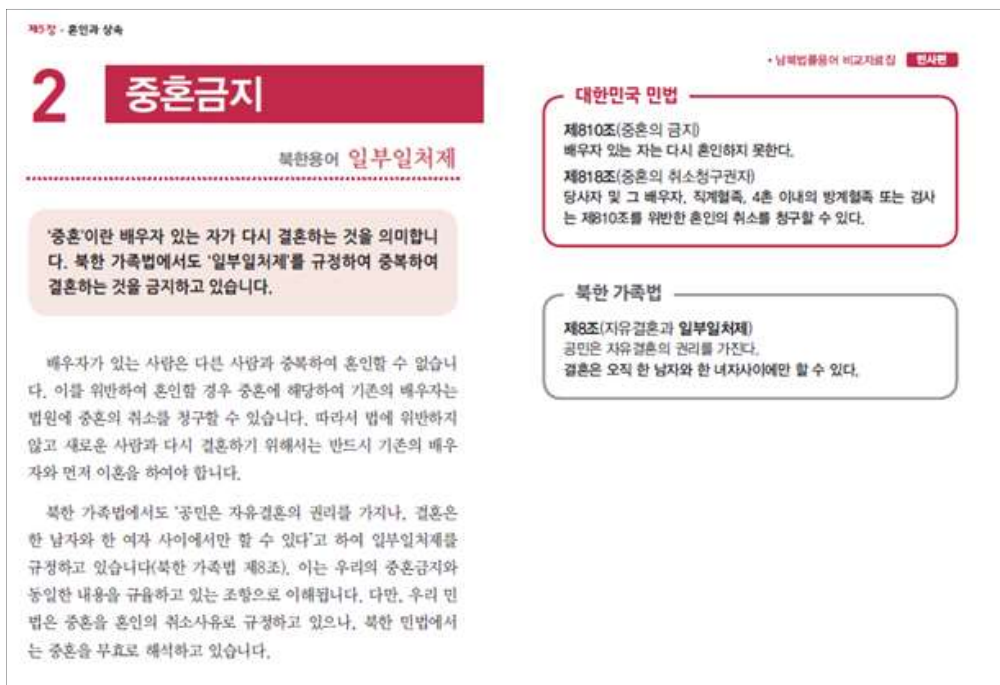 제5장 · 혼인과 상속
2 중혼금지
북한용어 일부일처제
'중혼'이란 배우자 있는 자가 다시 결혼하는 것을 의미합니
다. 북한 가족법에서도 '일부일처제'를 규정하여 중복하여
결혼하는 것을 금지하고 있습니다.
배우자가 있는 사람은 다른 사람과 중복하여 혼인할 수 없습니
다. 이를 위반하여 혼인할 경우 중혼에 해당하여 기존의 배우자는
법원에 중혼의 취소를 청구할 수 있습니다. 따라서 법에 위반하지
않고 새로운 사람과 다시 결혼하기 위해서는 반드시 기존의 배우
자와 먼저 이혼을 하여야 합니다.
북한 가족법에서도 '공민은 자유결혼의 권리를 가지나, 결혼은
한 남자와 한 여자 사이에서만 할 수 있다'고 하여 일부일처제를
규정하고 있습니다(북한 가족법 제8조). 이는 우리의 중혼금지와
동일한 내용을 규율하고 있는 조항으로 이해됩니다. 다만, 우리 민
법은 중혼을 혼인의 취소사유로 규정하고 있으나, 북한 민법에서
는 중혼을 무효로 해석하고 있습니다.
• 남북법률용어 비교자료집 민사편
대한민국 민법
제810조(중혼의 금지)
배우자 있는 자는 다시 혼인하지 못한다.
제818조(중혼의 취소청구권자)
당사자 및 그 배우자, 직계혈족, 4촌 이내의 방계혈족 또는 검사
는 제810조를 위반한 혼인의 취소를 청구할 수 있다.
북한 가족법
제8조(자유결혼과 일부일처제)
공민은 자유결혼의 권리를 가진다.
결혼은 오직 한 남자와 한 녀자사이에만 할 수 있다.